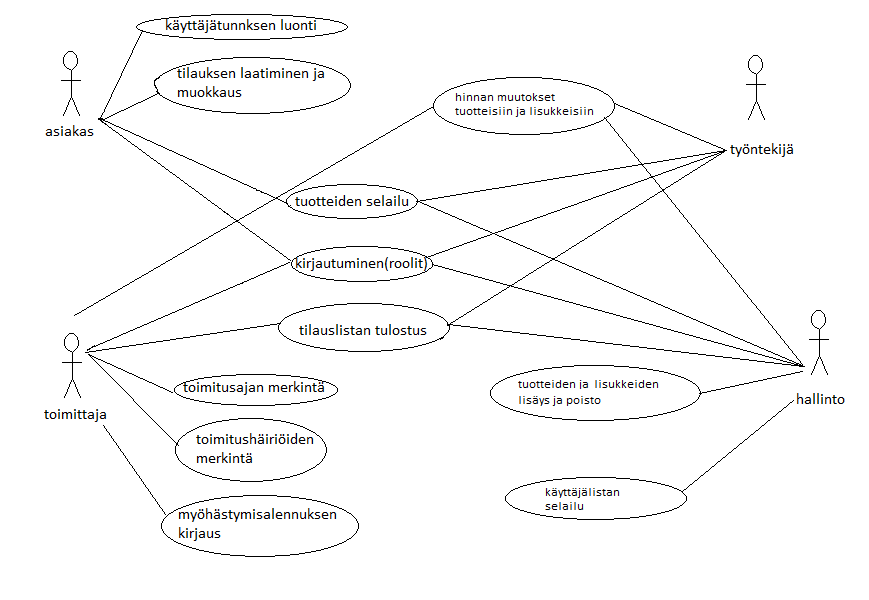 käyttäjätunnksen luonti
tilauksen laatiminen ja
muokkaus
asiakas
hinnan muutokset
tuotteisiin ja lisukkeisiin
työntekijä
tuotteiden selailu
kirjautuminen(roolit)
tilauslistan tulostus
toimittaja
toimitusajan merkintä
tuotteiden ja lisukkeiden
lisäys ja poisto
hallinto
toimitushäiriöiden
merkintä
käyttäjälistan
selailu
myöhästymisalennuksen
kirjaus